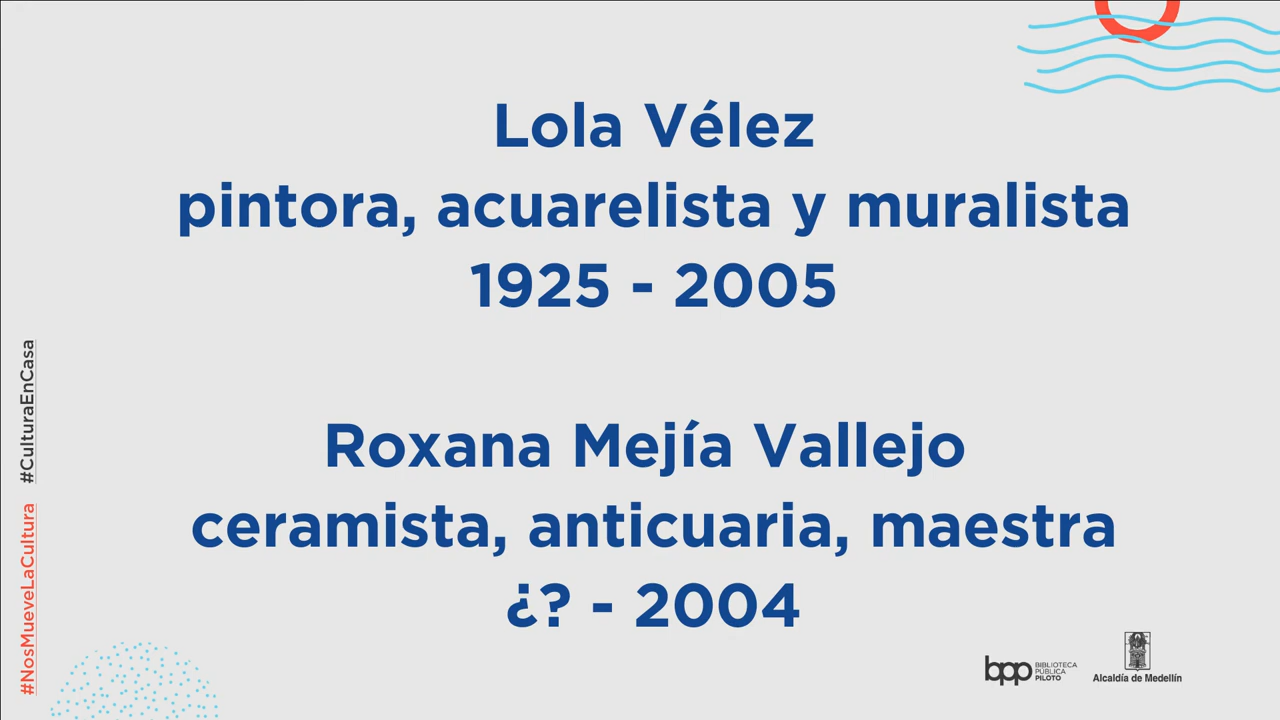 Lola Vélez
pintora, acuarelista y muralista
1925 - 2005
Roxana Mejía Vallejo
ceramista, anticuaria, maestra
¿? - 2004
#CulturaEnCasa
#NosMueveLaCultura
bpp
BIBLIOTECA
PÚBLICA
PILOTO
Alcaldía de Medellín